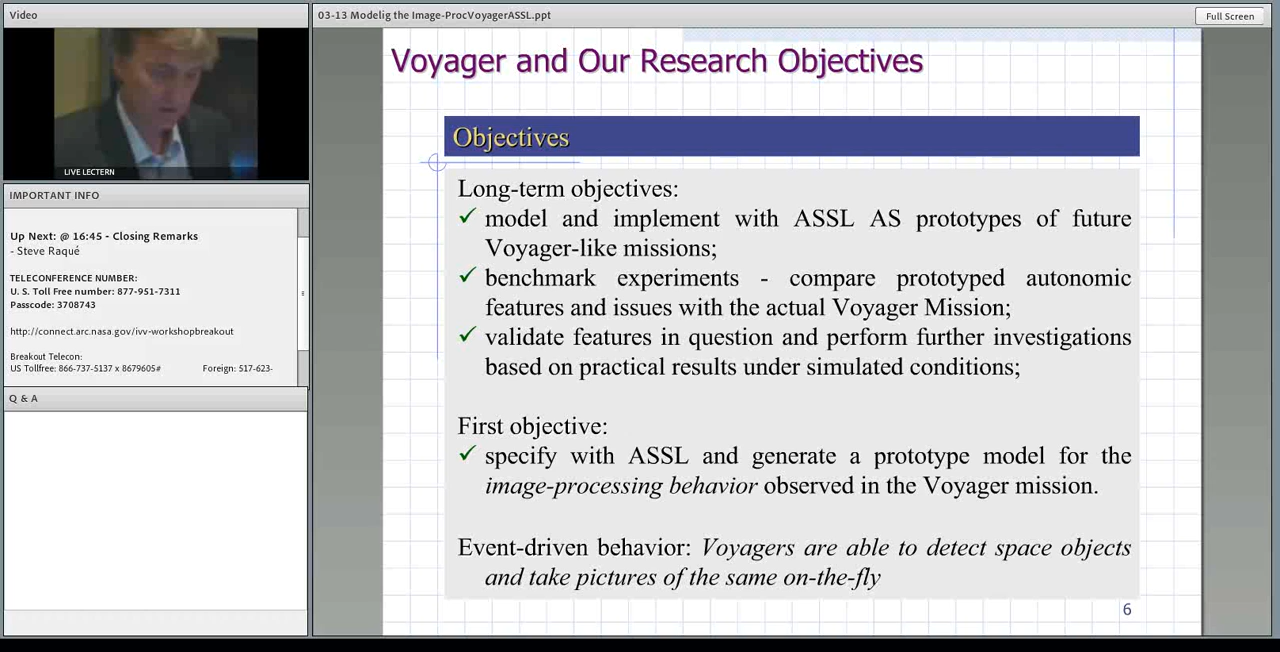 Video
LIVE LECTERN
IMPORTANT INFO
Up Next: @ 16:45 - Closing Remarks
- Steve Raqué
TELECONFERENCE NUMBER:
U. S. Toll Free number: 877-951-7311
Passcode: 3708743
http://connect.arc.nasa.gov/ivv-workshopbreakout
Breakout Telecon:
US Tollfree: 866-737-5137 x 8679605# Foreign: 517-623-
Q & A
03-13 Modelig the Image-ProcVoyagerASSL.ppt
Full Screen
Voyager and Our Research Objectives
Objectives
Long-term objectives:
✓ model and implement with ASSL AS prototypes of future
Voyager-like missions;
✓ benchmark experiments - compare prototyped autonomic
features and issues with the actual Voyager Mission;
✓ validate features in question and perform further investigations
based on practical results under simulated conditions;
First objective:
✓ specify with ASSL and generate a prototype model for the
image-processing behavior observed in the Voyager mission.
Event-driven behavior: Voyagers are able to detect space objects
and take pictures of the same on-the-fly
6